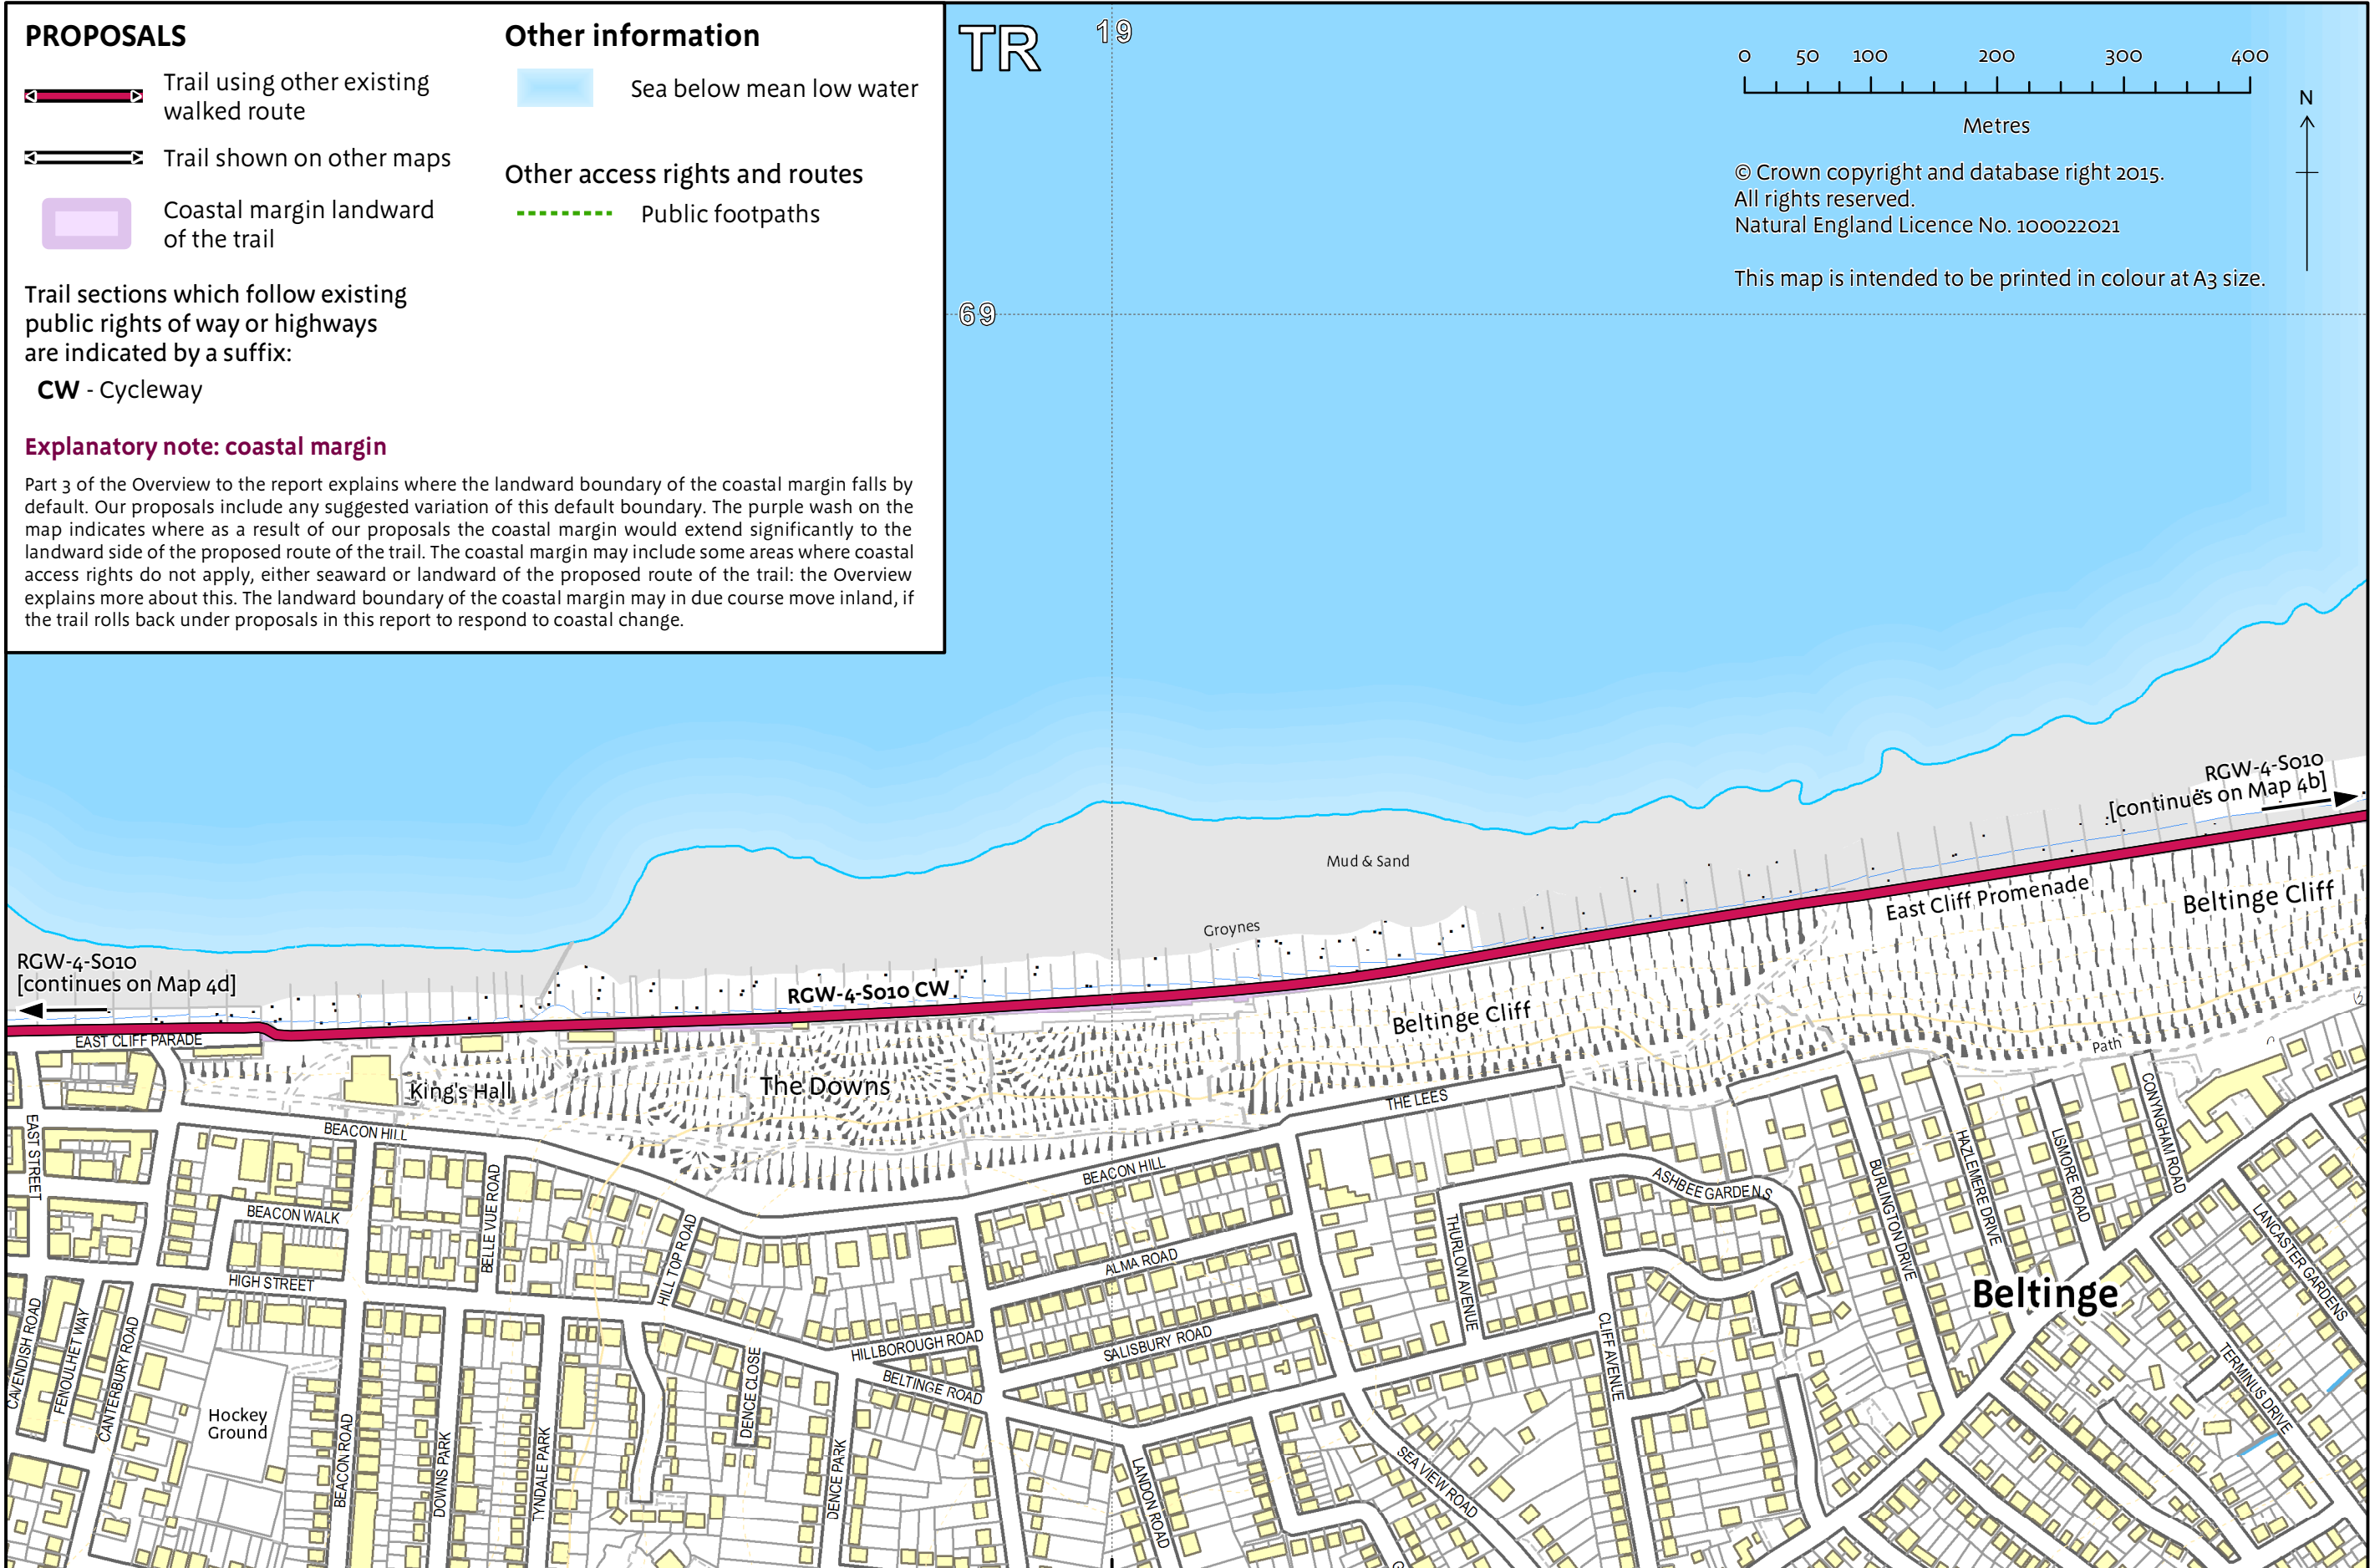 PROPOSALS
Trail using other existing
walked route
Trail shown on other maps
Coastal margin landward
of the trail
Trail sections which follow existing
public rights of way or highways
are indicated by a suffix:
CW - Cycleway
Other information
Sea below mean low water
Other access rights and routes
Public footpaths
Explanatory note: coastal margin
Part 3 of the Overview to the report explains where the landward boundary of the coastal margin falls by
default. Our proposals include any suggested variation of this default boundary. The purple wash on the
map indicates where as a result of our proposals the coastal margin would extend significantly to the
landward side of the proposed route of the trail. The coastal margin may include some areas where coastal
access rights do not apply, either seaward or landward of the proposed route of the trail: the Overview
explains more about this. The landward boundary of the coastal margin may in due course move inland, if
the trail rolls back under proposals in this report to respond to coastal change.
TR
19
69
0 50 100 200 300 400
Metres
N
© Crown copyright and database right 2015.
All rights reserved.
Natural England Licence No. 100022021
This map is intended to be printed in colour at A3 size.
RGW-4-S010
[continues on Map 4b]
Mud & Sand
Groynes
East Cliff Promenade
Beltinge Cliff
RGW-4-S010
[continues on Map 4d]
RGW-4-S010 CW
Beltinge Cliff
EAST CLIFF PARADE
King's Hall
The Downs
THE LEES
Path
EAST STREET
BEACON HILL
BEACON HILL
BELLE VUE ROAD
BEACON WALK
HIGH STREET
HILL TOP ROAD
ALMA ROAD
SALISBURY ROAD
HILLBOROUGH ROAD
BELTINGE ROAD
THURLOW AVENUE
ASHBEE GARDENS
BURLINGTON DRIVE
HAZLEMERE DRIVE
LISMORE ROAD
CONYNGHAM ROAD
LANCASTER GARDENS
Beltinge
TERMINUS DRIVE
CLIFF AVENUE
SEA VIEW ROAD
LANDON ROAD
CAVENDISH ROAD
FENOULHET WAY
CANTERBURY ROAD
Hockey
Ground
BEACON ROAD
DOWNS PARK
TYNDALE PARK
DENCE CLOSE
DENCE PARK